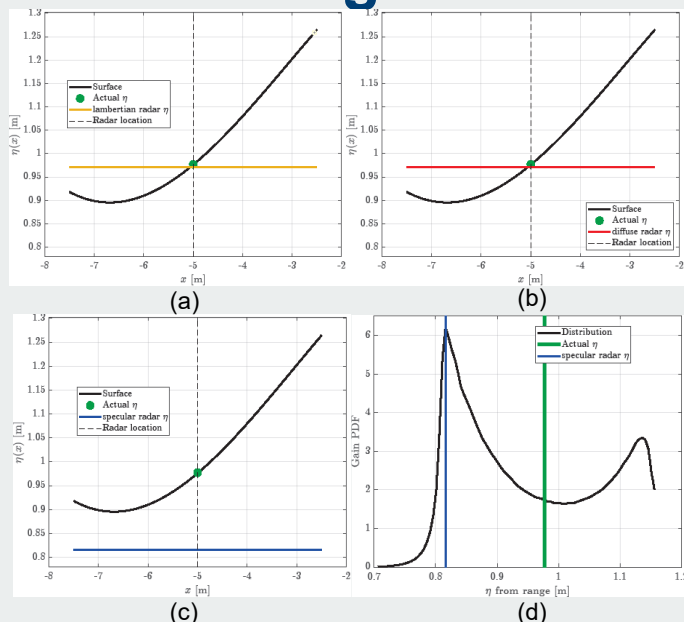 1.3
1.25
1.2
1.15
1.1
1.05
1
0.95
0.9
0.85
0.8
η(x) [m]
Surface
Actual η
lambertian radar η
Radar location
-8 -7 -6 -5 -4 -3 -2
x [m]
(a)
1.3
1.25
1.2
1.15
1.1
1.05
1
0.95
0.9
0.85
0.8
η(x) [m]
Surface
Actual η
diffuse radar η
Radar location
-8 -7 -6 -5 -4 -3 -2
x [m]
(b)
1.3
1.25
1.2
1.15
1.1
1.05
1
0.95
0.9
0.85
0.8
η(x) [m]
Surface
Actual η
specular radar η
Radar location
-8 -7 -6 -5 -4 -3 -2
x [m]
(c)
6
5
4
3
2
1
0
Gain PDF
Distribution
Actual η
specular radar η
0.7 0.8 0.9 1 1.1 1.2
η from range [m]
(d)